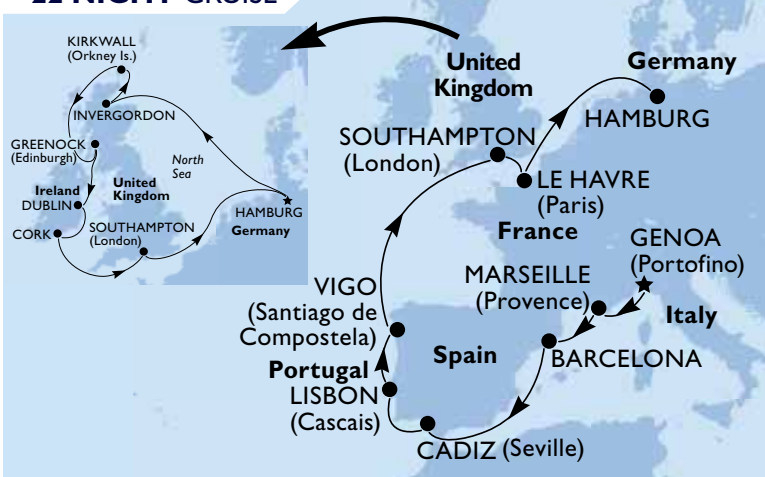 22 NIGHT CRUISE
KIRKWALL
(Orkney Is.)
INVERGORDON
GREENOCK
(Edinburgh)
North
Sea
Ireland
United
Kingdom
DUBLIN
CORK
SOUTHAMPTON
(London)
HAMBURG
Germany
United
Kingdom
Germany
HAMBURG
SOUTHAMPTON
(London)
LE HAVRE
(Paris)
France
GENOA
(Portofino)
MARSEILLE
(Provence)
Italy
VIGO
(Santiago de
Compostela)
Spain
BARCELONA
Portugal
LISBON
(Cascais)
CADIZ (Seville)